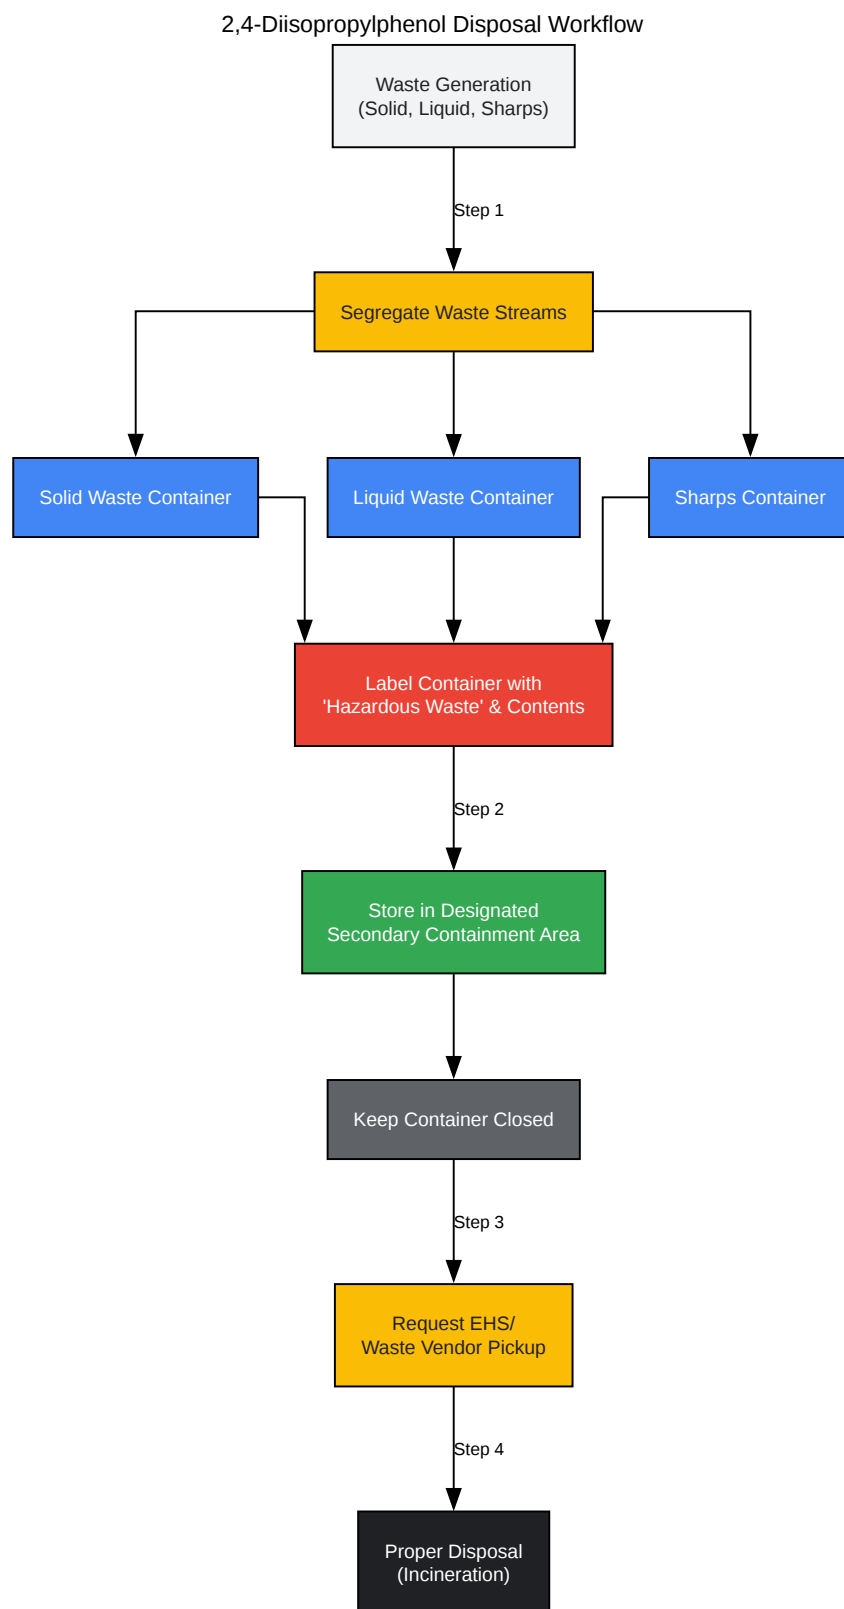 2,4-Diisopropylphenol Disposal Workflow
Waste Generation
(Solid, Liquid, Sharps)
Step 1
Segregate Waste Streams
Solid Waste Container
Liquid Waste Container
Sharps Container
Label Container with
'Hazardous Waste' & Contents
Step 2
Store in Designated
Secondary Containment Area
Keep Container Closed
Step 3
Request EHS/
Waste Vendor Pickup
Step 4
Proper Disposal
(Incineration)